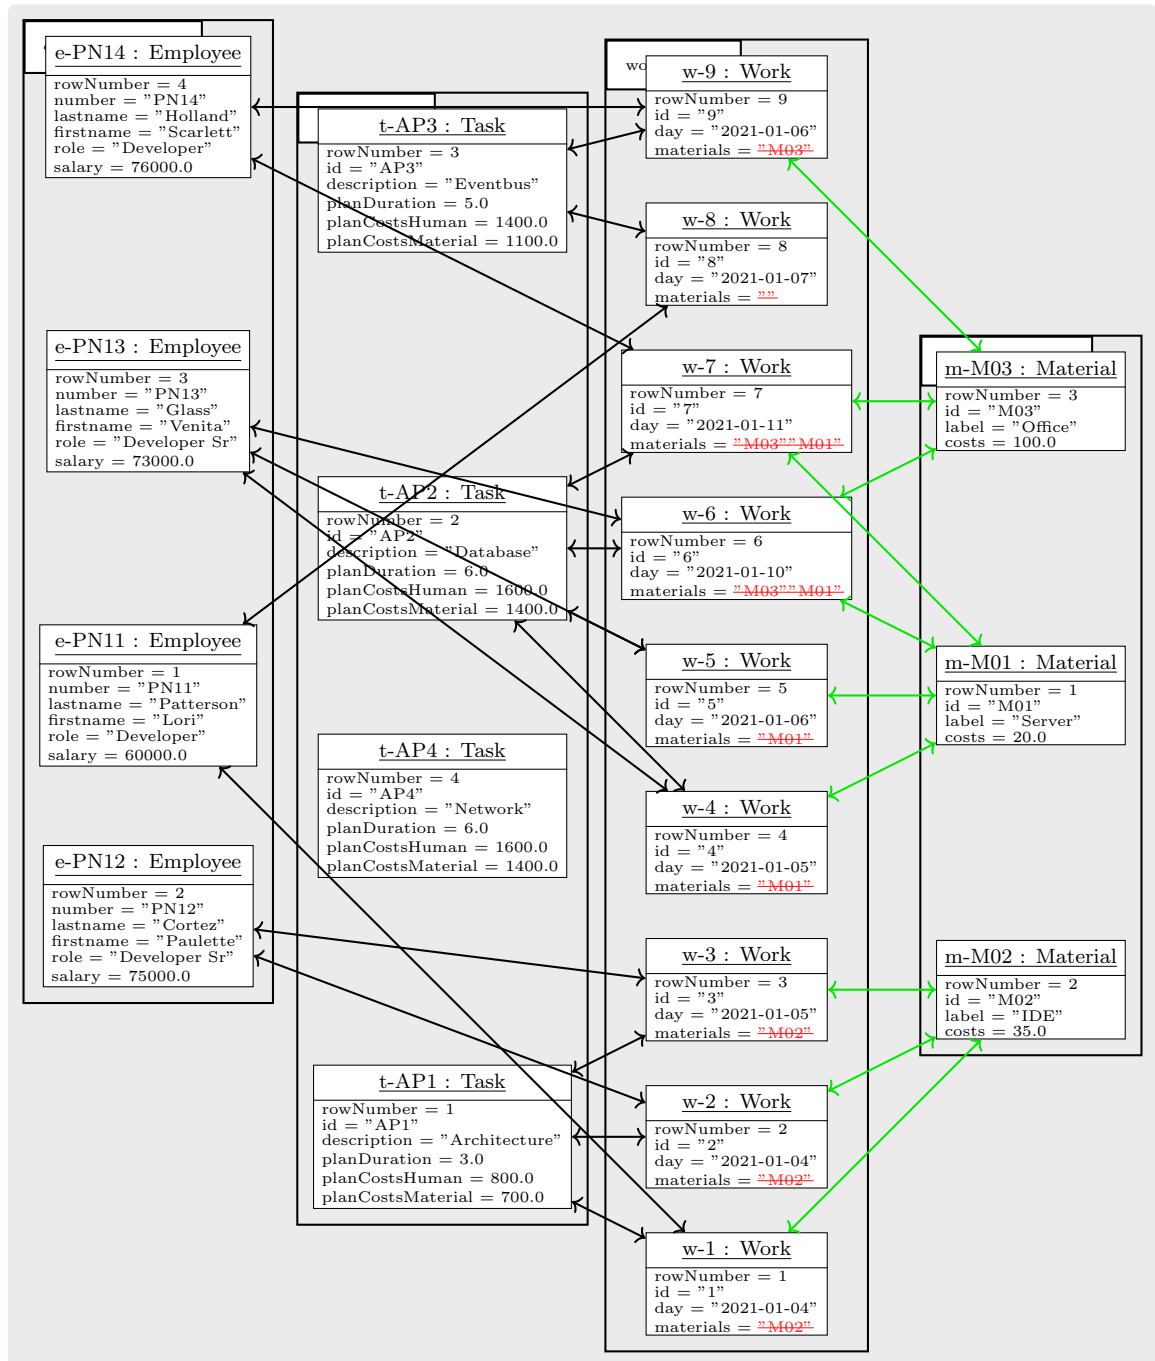 e-PN14 : Employee
rowNumber = 4
number = ”PN14”
lastname = ”Holland”
firstname = ”Scarlett”
role = ”Developer”
salary = 76000.0
e-PN13 : Employee
rowNumber = 3
number = ”PN13”
lastname = ”Glass”
firstname = ”Venita”
role = ”Developer Sr”
salary = 73000.0
e-PN11 : Employee
rowNumber = 1
number = ”PN11”
lastname = ”Patterson”
firstname = ”Lori”
role = ”Developer”
salary = 60000.0
e-PN12 : Employee
rowNumber = 2
number = ”PN12”
lastname = ”Cortez”
firstname = ”Paulette”
role = ”Developer Sr”
salary = 75000.0
t-AP3 : Task
rowNumber = 3
id = ”AP3”
description = ”Eventbus”
planDuration = 5.0
planCostsHuman = 1400.0
planCostsMaterial = 1100.0
t-AP2 : Task
rowNumber = 2
id = ”AP2”
description = ”Database”
planDuration = 6.0
planCostsHuman = 1600.0
planCostsMaterial = 1400.0
t-AP4 : Task
rowNumber = 4
id = ”AP4”
description = ”Network”
planDuration = 6.0
planCostsHuman = 1600.0
planCostsMaterial = 1400.0
t-AP1 : Task
rowNumber = 1
id = ”AP1”
description = ”Architecture”
planDuration = 3.0
planCostsHuman = 800.0
planCostsMaterial = 700.0
w-9 : Work
rowNumber = 9
id = ”9”
day = ”2021-01-06”
materials = ”M03”
w-8 : Work
rowNumber = 8
id = ”8”
day = ”2021-01-07”
materials = ””
w-7 : Work
rowNumber = 7
id = ”7”
day = ”2021-01-11”
materials = ”M03””M01”
w-6 : Work
rowNumber = 6
id = ”6”
day = ”2021-01-10”
materials = ”M03””M01”
w-5 : Work
rowNumber = 5
id = ”5”
day = ”2021-01-06”
materials = ”M01”
w-4 : Work
rowNumber = 4
id = ”4”
day = ”2021-01-05”
materials = ”M01”
w-3 : Work
rowNumber = 3
id = ”3”
day = ”2021-01-05”
materials = ”M02”
w-2 : Work
rowNumber = 2
id = ”2”
day = ”2021-01-04”
materials = ”M02”
w-1 : Work
rowNumber = 1
id = ”1”
day = ”2021-01-04”
materials = ”M02”
m-M03 : Material
rowNumber = 3
id = ”M03”
label = ”Office”
costs = 100.0
m-M01 : Material
rowNumber = 1
id = ”M01”
label = ”Server”
costs = 20.0
m-M02 : Material
rowNumber = 2
id = ”M02”
label = ”IDE”
costs = 35.0